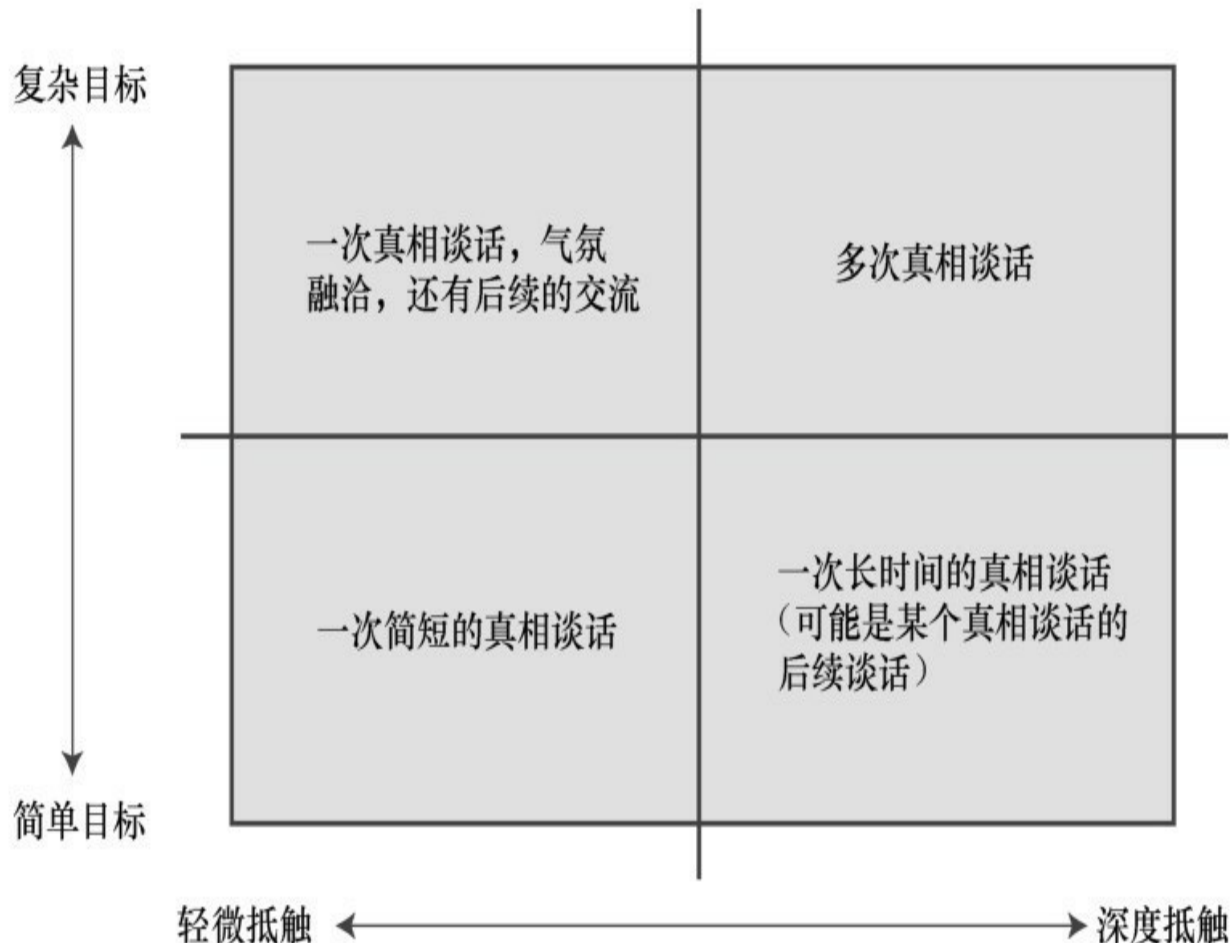 复杂目标
一次真相谈话，气氛
融洽，还有后续的交流
多次真相谈话
一次简短的真相谈话
一次长时间的真相谈话
（可能是某个真相谈话的
后续谈话）
简单目标
轻微抵触
深度抵触